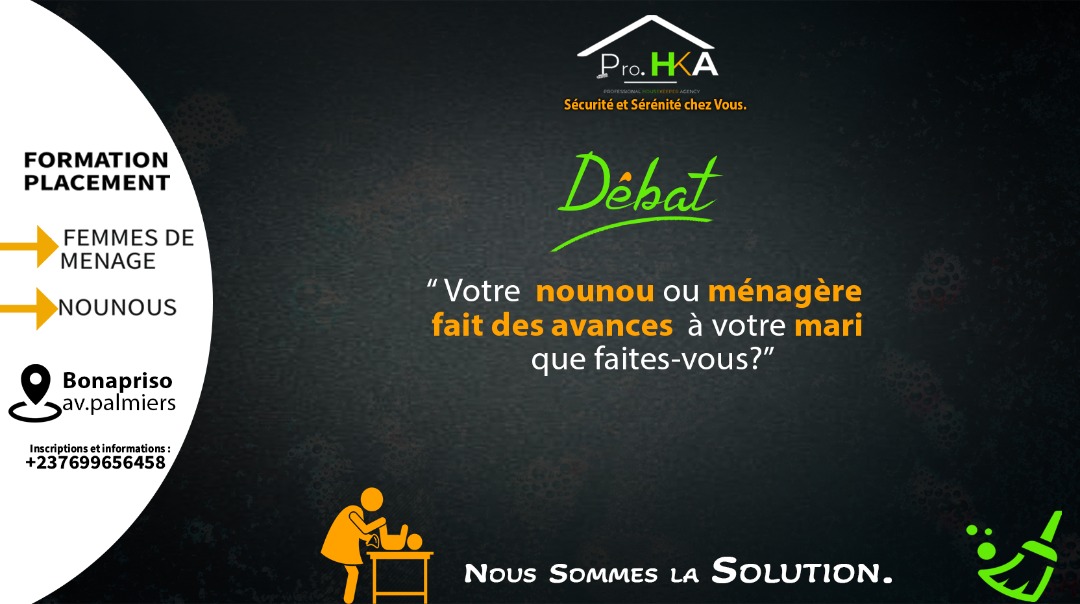 Pro.HKA
PROFESSIONAL HOUSEKEEPER AGENCY
Sécurité et Sérénité chez Vous.
FORMATION
PLACEMENT
FEMMES DE
MENAGE
NOUNOUS
Bonapriso
av.palmiers
Inscriptions et informations :
+237699656458
Débat
“ Votre nounou ou ménagère
fait des avances à votre mari
que faites-vous?”
Nous Sommes la Solution.